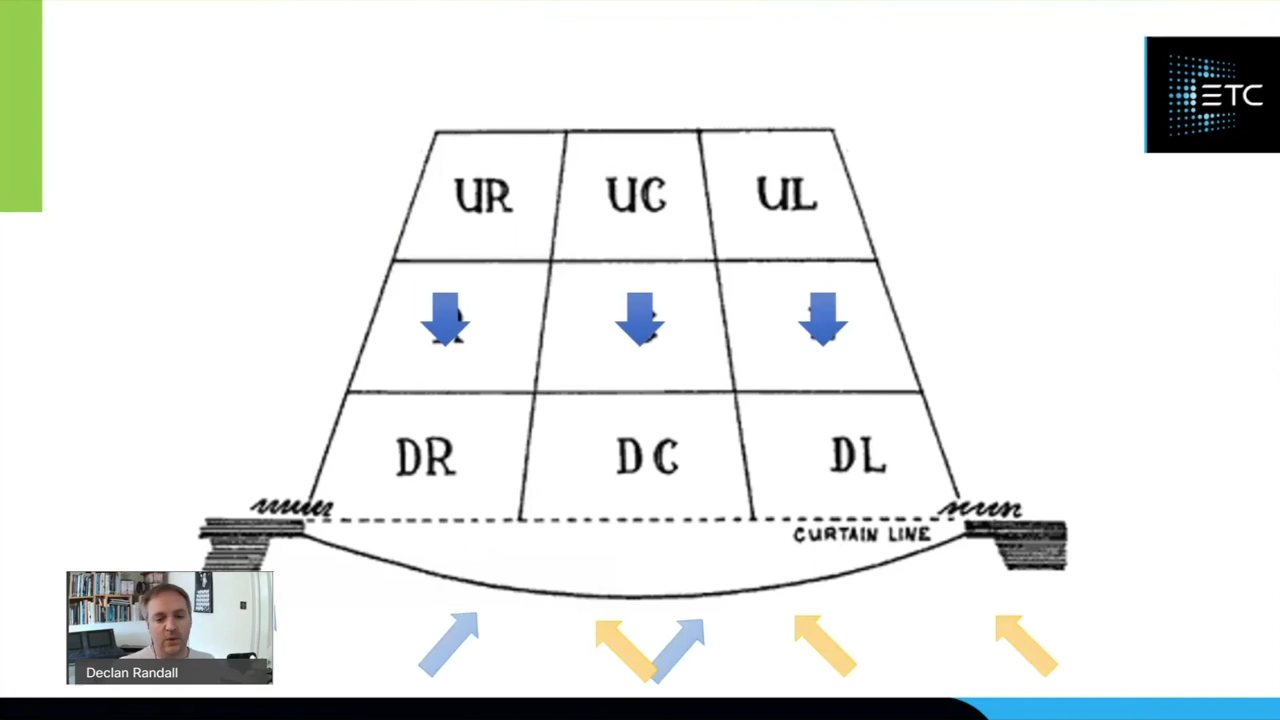 ETC
UR UC UL
DR DC DL
CURTAIN LINE
Declan Randall